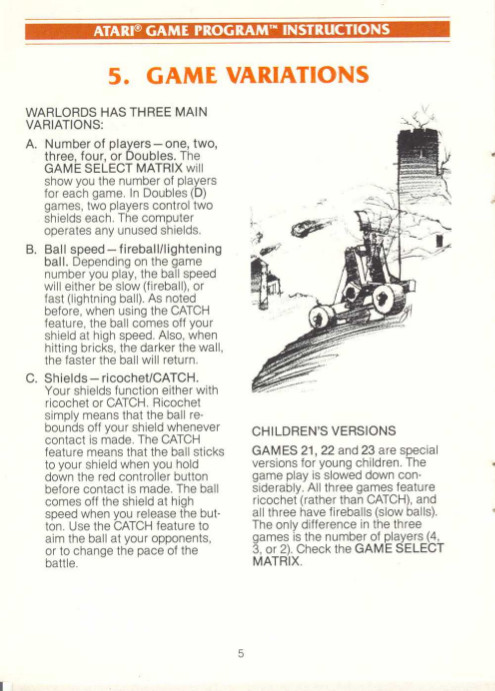 ATARI® GAME PROGRAM™ INSTRUCTIONS
5. GAME VARIATIONS
WARLORDS HAS THREE MAIN
VARIATIONS:
A. Number of players—one, two,
three, four, or Doubles. The
GAME SELECT MATRIX will
show you the number of players
for each game. In Doubles (D)
games, two players control two
shields each. The computer
operates any unused shields.
B. Ball speed—fireball/lightening
ball. Depending on the game
number you play, the ball speed
will either be slow (fireball), or
fast (lightning ball). As noted
before, when using the CATCH
feature, the ball comes off your
shield at high speed. Also, when
hitting bricks, the darker the wall,
the faster the ball will return.
C. Shields—ricochet/CATCH.
Your shields function either with
ricochet or CATCH. Ricochet
simply means that the ball re-
bounds off your shield whenever
contact is made. The CATCH
feature means that the ball sticks
to your shield when you hold
down the red controller button
before contact is made. The ball
comes off the shield at high
speed when you release the but-
ton. Use the CATCH feature to
aim the ball at your opponents,
or to change the pace of the
battle.
CHILDREN'S VERSIONS
GAMES 21, 22 and 23 are special
versions for young children. The
game play is slowed down con-
siderably. All three games feature
ricochet (rather than CATCH), and
all three have fireballs (slow balls).
The only difference in the three
games is the number of players (4,
3, or 2). Check the GAME SELECT
MATRIX.
5